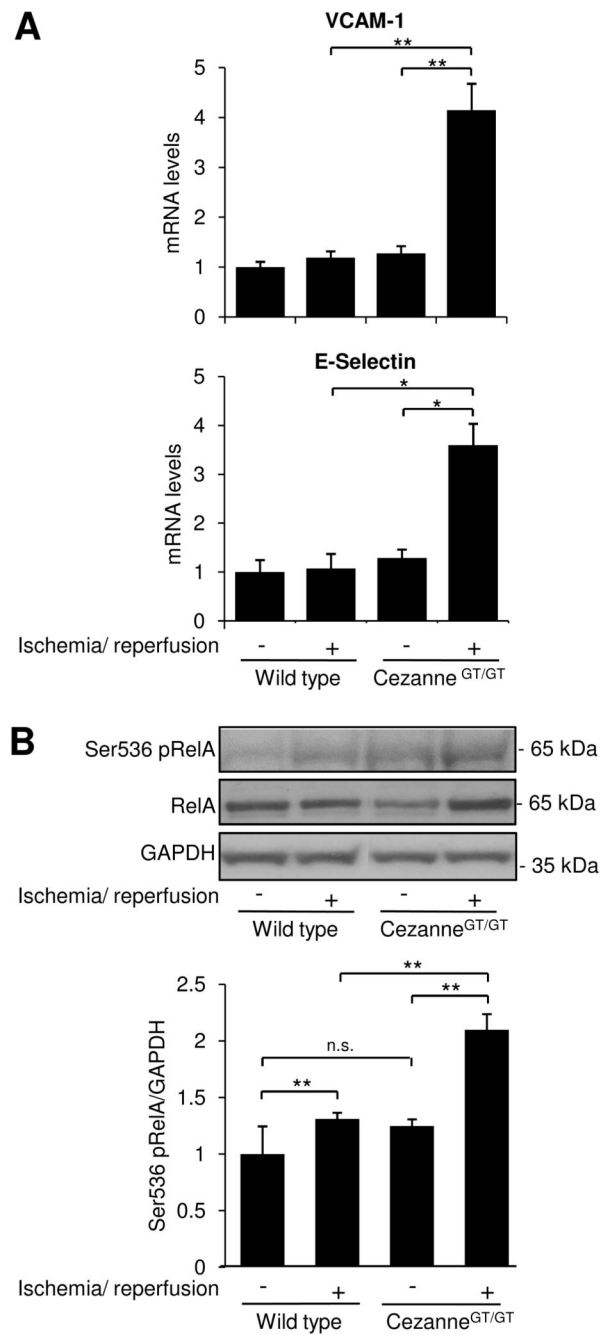 A
VCAM-1
**
**
5
4
3
2
1
0
mRNA levels
E-Selectin
*
*
5
4
3
2
1
0
mRNA levels
Ischemia/ reperfusion - + - +
Wild type Cezanne GT/GT
B
Ser536 pRelA - 65 kDa
RelA - 65 kDa
GAPDH - 35 kDa
Ischemia/ reperfusion - + - +
Wild type Cezanne GT/GT
**
**
n.s.
**
2.5
2
1.5
1
0.5
0
Ser536 pRelA/GAPDH
Ischemia/ reperfusion - + - +
Wild type Cezanne GT/GT